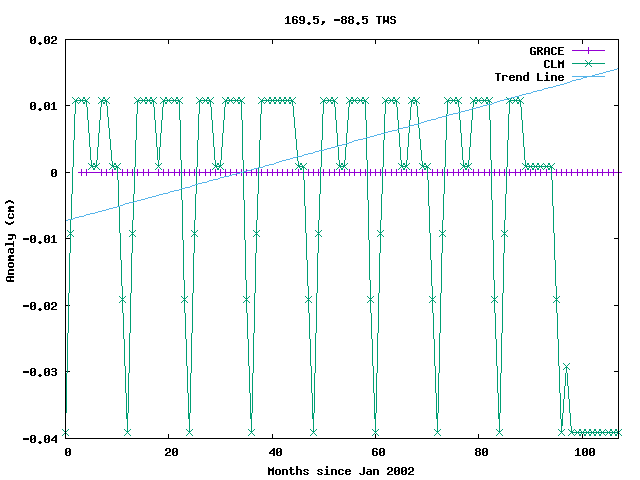 169.5, -88.5 TWS
GRACE
CLM
Trend Line
0.02
0.01
0
-0.01
-0.02
-0.03
-0.04
Anomaly (cm)
0 20 40 60 80 100
Months since Jan 2002